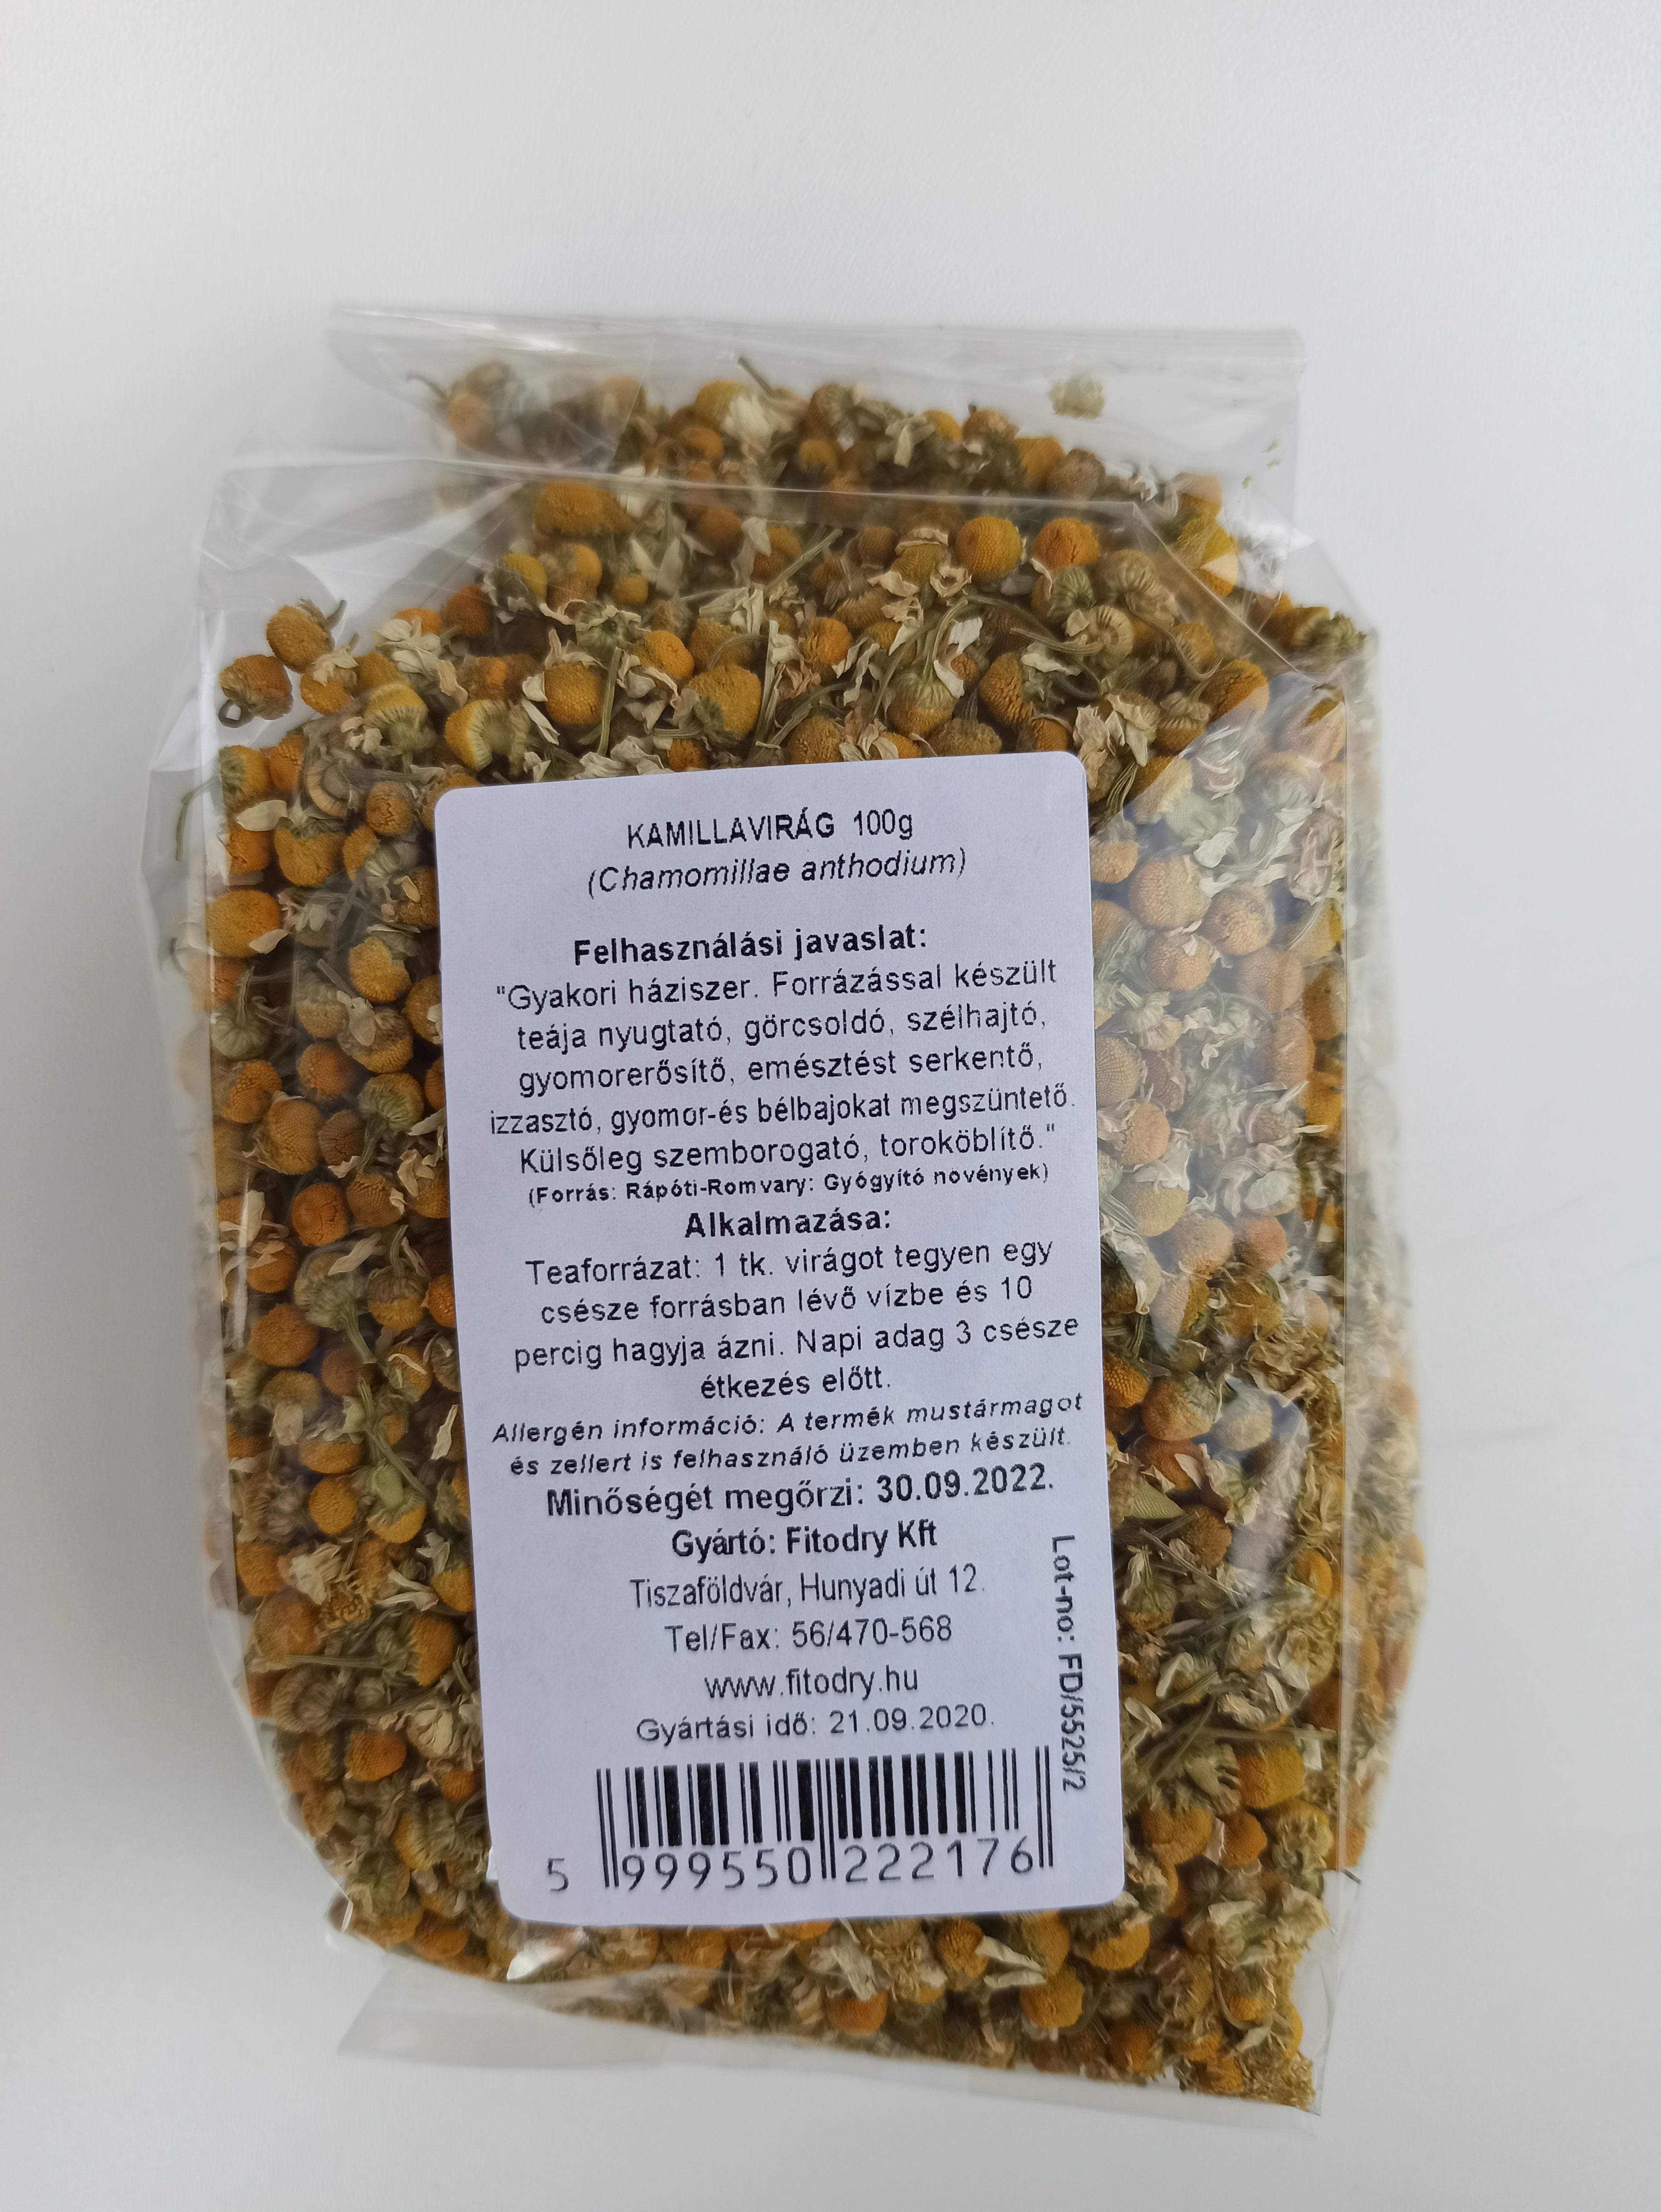 KAMILLAVIRÁG 100g
(Chamomillae anthodium)
Felhasználási javaslat:
"Gyakori háziszer. Forrázással készült
teája nyugtató, görcsoldó, szélhajtó,
gyomorerősítő, emésztést serkentő,
izzasztó, gyomor-és bélbajokat megszüntető.
Külsőleg szemborogató, toroköblítő."
(Forrás: Rápóti-Romvary: Gyógyító növények)
Alkalmazása:
Teaforrázat: 1 tk. virágot tegyen egy
csésze forrásban lévő vízbe és 10
percig hagyja ázni. Napi adag 3 csésze
étkezés előtt.
Allergén információ: A termék mustármagot
és zellert is felhasználó üzemben készült.
Minőségét megőrzi: 30.09.2022.
Gyártó: Fitodry Kft
Tiszaföldvár, Hunyadi út 12.
Tel/Fax: 56/470-568
www.fitodry.hu
Gyártási idő: 21.09.2020.
Lot-no: FD/5525/2
5 999550 222176